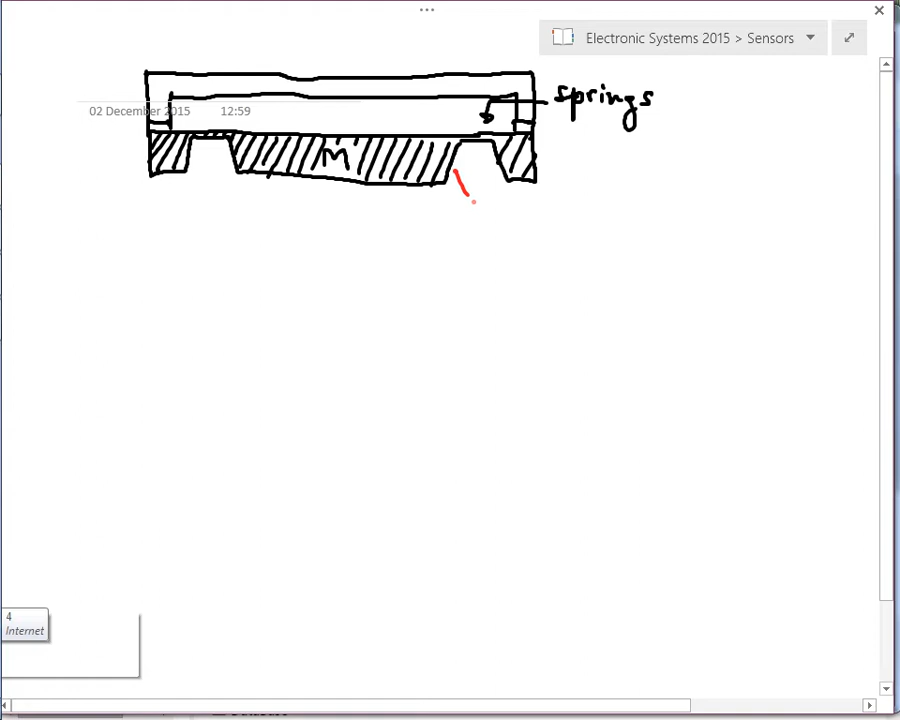 Electronic Systems 2015 > Sensors
springs
02 December 2015 12:59
M
4
Internet